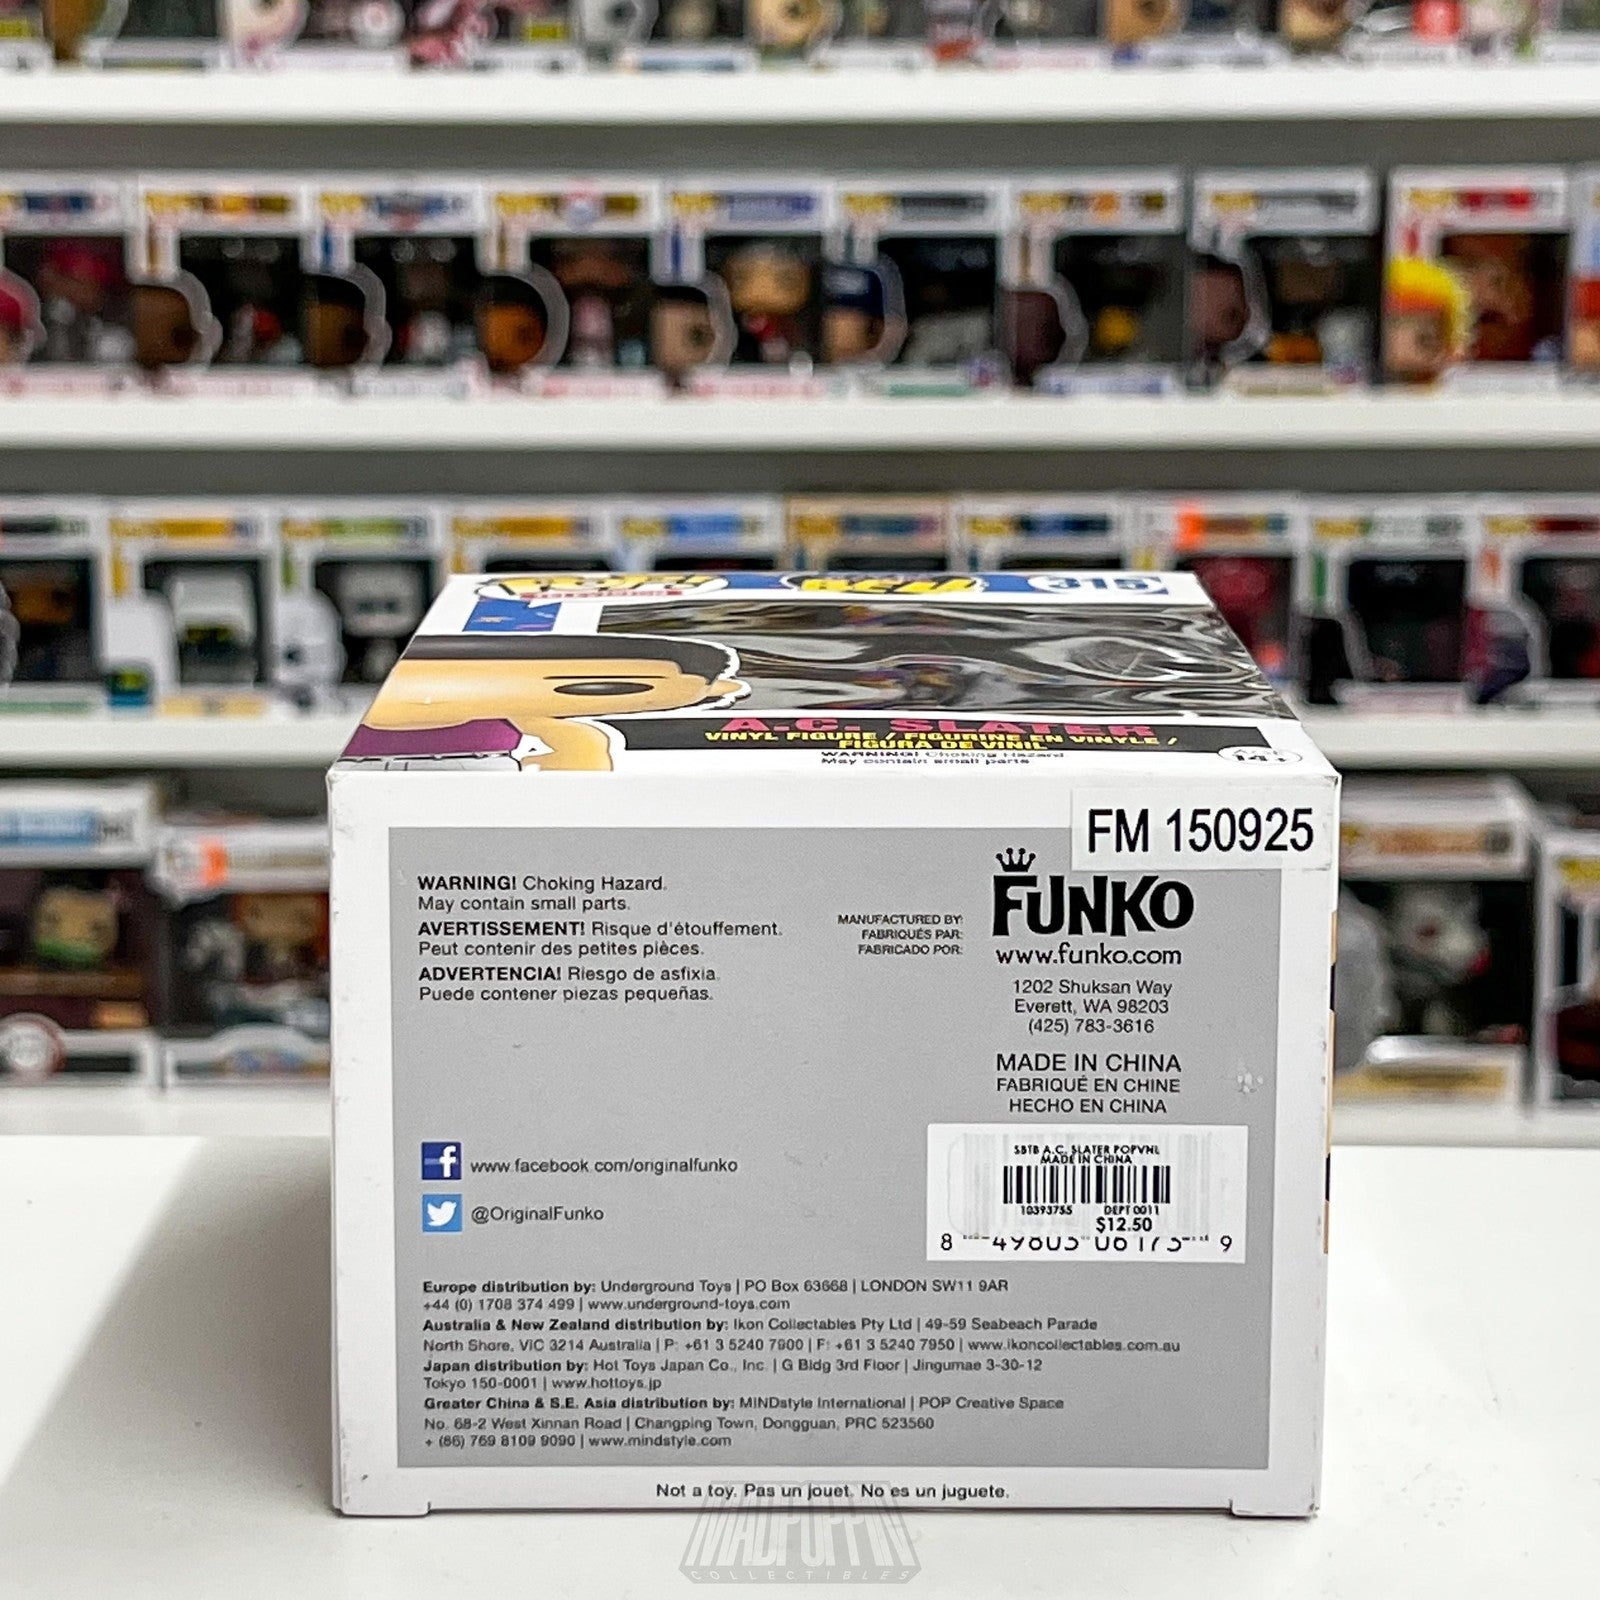 315
A.C. SLATER
VINYL FIGURE / FIGURINE EN VINYLE /
FIGURA DE VINIL
WARNING! Choking Hazard
May contain small parts
14+
FM 150925
WARNING! Choking Hazard.
May contain small parts.
AVERTISSEMENT! Risque d'étouffement.
Peut contenir des petites pièces.
ADVERTENCIA! Riesgo de asfixia.
Puede contener piezas pequeñas.
MANUFACTURED BY:
FABRIQUÉS PAR:
FABRICADO POR:
FUNKO
www.funko.com
1202 Shuksan Way
Everett, WA 98203
(425) 783-3616
MADE IN CHINA
FABRIQUÉ EN CHINE
HECHO EN CHINA
www.facebook.com/originalfunko
@OriginalFunko
SBTB A.C. SLATER POPVNL
MADE IN CHINA
10393755 DEPT 0011
$12.50
8 49803 06173 9
Europe distribution by: Underground Toys | PO Box 63668 | LONDON SW11 9AR
+44 (0) 1708 374 499 | www.underground-toys.com
Australia & New Zealand distribution by: Ikon Collectables Pty Ltd | 49-59 Seabeach Parade
North Shore, VIC 3214 Australia | P: +61 3 5240 7900 | F: +61 3 5240 7950 | www.ikoncollectables.com.au
Japan distribution by: Hot Toys Japan Co., Inc. | G Bldg 3rd Floor | Jingumae 3-30-12
Tokyo 150-0001 | www.hottoys.jp
Greater China & S.E. Asia distribution by: MINDstyle International | POP Creative Space
No. 68-2 West Xinnan Road | Changping Town, Dongguan, PRC 523560
+ (86) 769 8109 9090 | www.mindstyle.com
Not a toy. Pas un jouet. No es un juguete.
MADPOPPIN
COLLECTIBLES